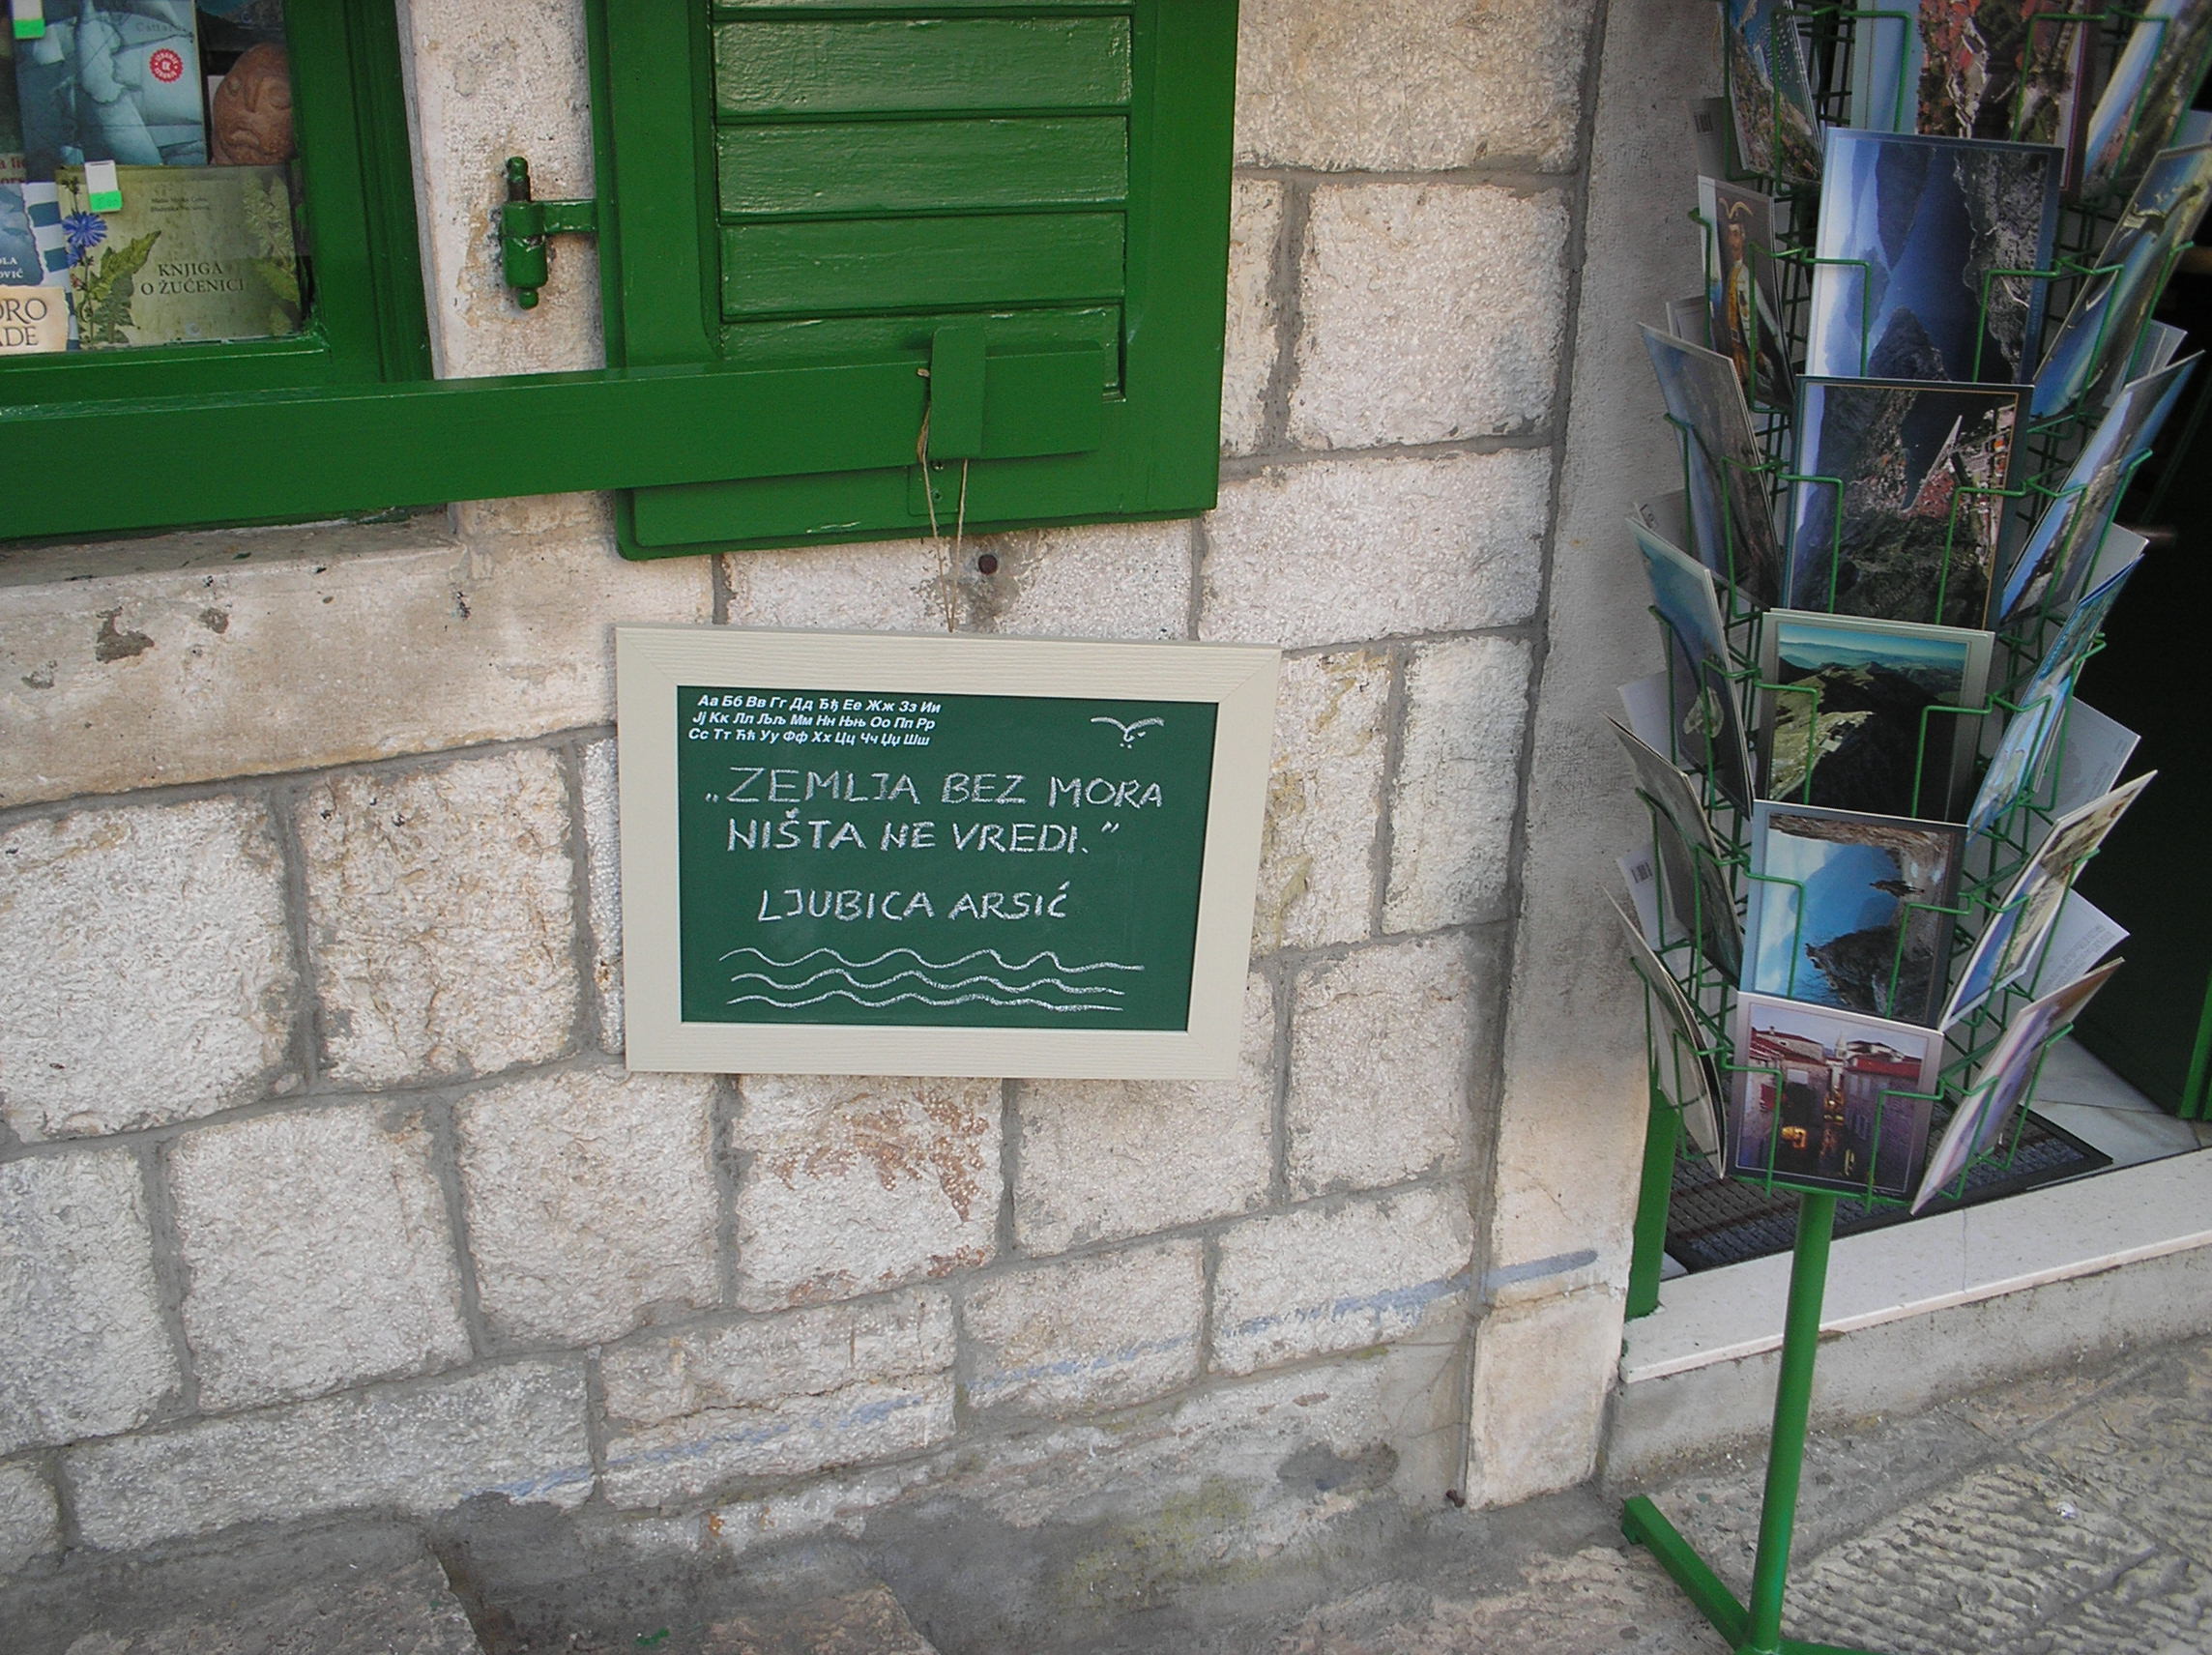 KNJIGA
O ŽUČENICI
Аа Бб Вв Гг Дд Ђђ Ее Жж Зз Ии
Јј Кк Лл Љљ Мм Нн Њњ Оо Пп Рр
Сс Тт Ћћ Уу Фф Хх Цц Чч Џџ Шш
„ZEMLJA BEZ MORA
NIŠTA NE VREDI.”
LJUBICA ARSIĆ